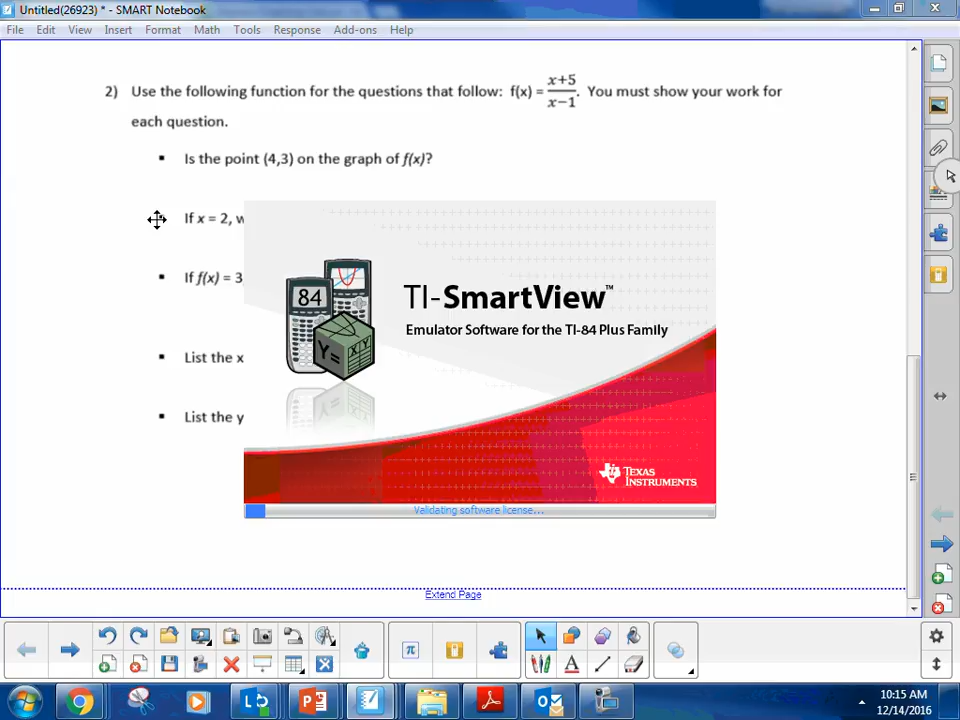 Untitled(26923) * - SMART Notebook
File Edit View Insert Format Math Tools Response Add-ons Help
2) Use the following function for the questions that follow: f(x) = x+5/x−1. You must show your work for
each question.
▪ Is the point (4,3) on the graph of f(x)?
▪ If x = 2, w
▪ If f(x) = 3
▪ List the x
▪ List the y
84
Y=
X Y
TI-SmartView™
Emulator Software for the TI-84 Plus Family
TEXAS
INSTRUMENTS
Validating software license...
Extend Page
π
A
10:15 AM
12/14/2016